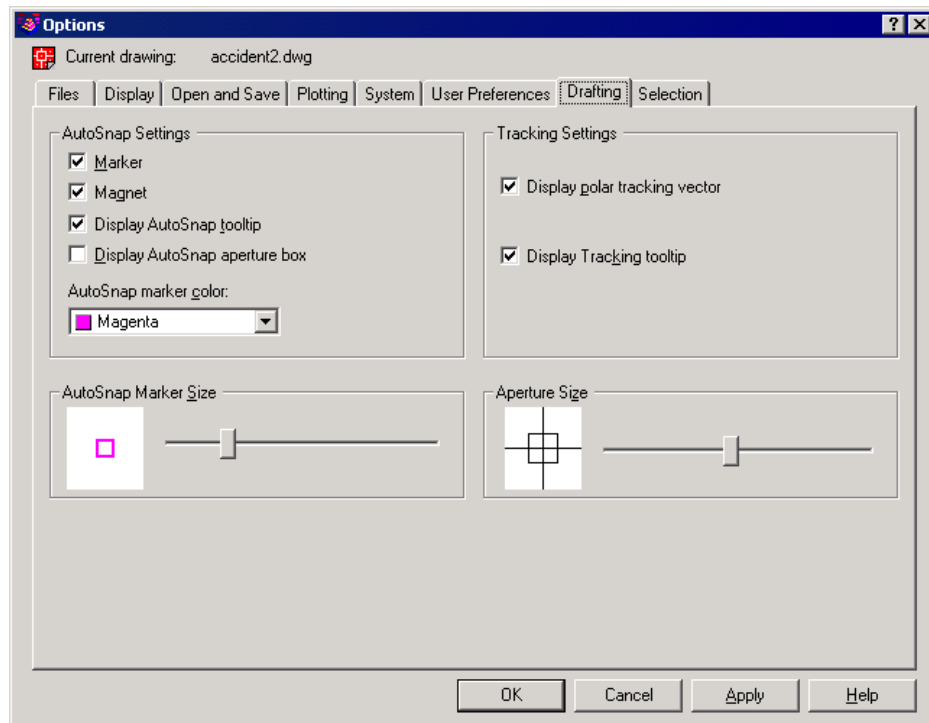 Options
Current drawing: accident2.dwg
Files Display Open and Save Plotting System User Preferences Drafting Selection
AutoSnap Settings
Marker
Magnet
Display AutoSnap tooltip
Display AutoSnap aperture box
AutoSnap marker color:
Magenta
Tracking Settings
Display polar tracking vector
Display Tracking tooltip
AutoSnap Marker Size
Aperture Size
OK Cancel Apply Help